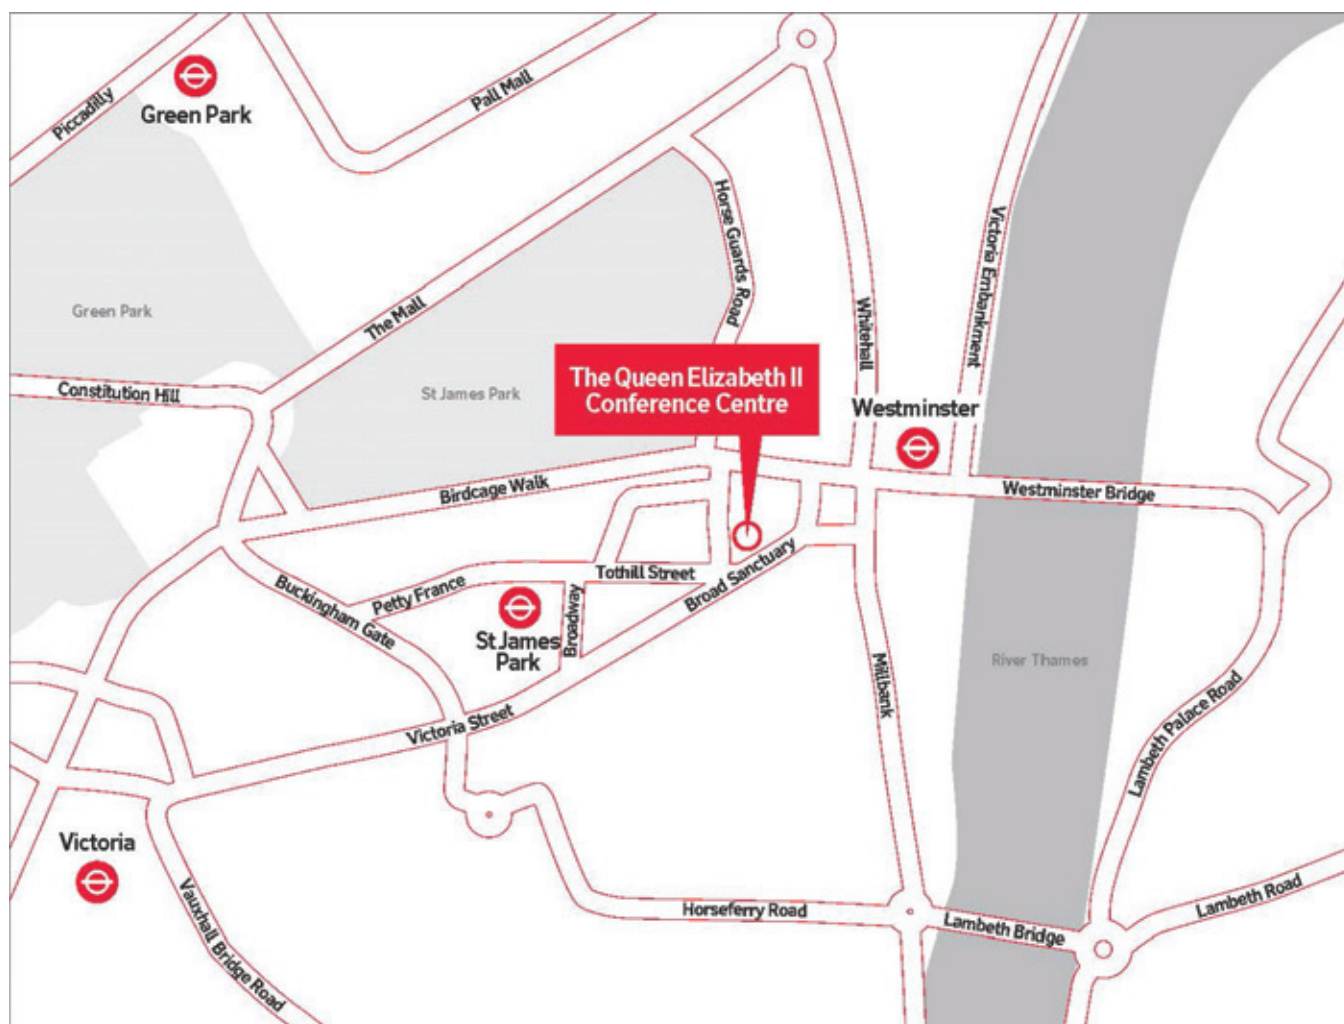 Piccadilly
Green Park
Pall Mall
Horse Guards Road
Victoria Embankment
Green Park
The Mall
Whitehall
Constitution Hill
St James Park
The Queen Elizabeth II
Conference Centre
Westminster
Birdcage Walk
Westminster Bridge
Tothill Street
Broad Sanctuary
Petty France
Buckingham Gate
Broadway
St James
Park
River Thames
Millbank
Victoria Street
Lambeth Palace Road
Victoria
Vauxhall Bridge Road
Horseferry Road
Lambeth Bridge
Lambeth Road